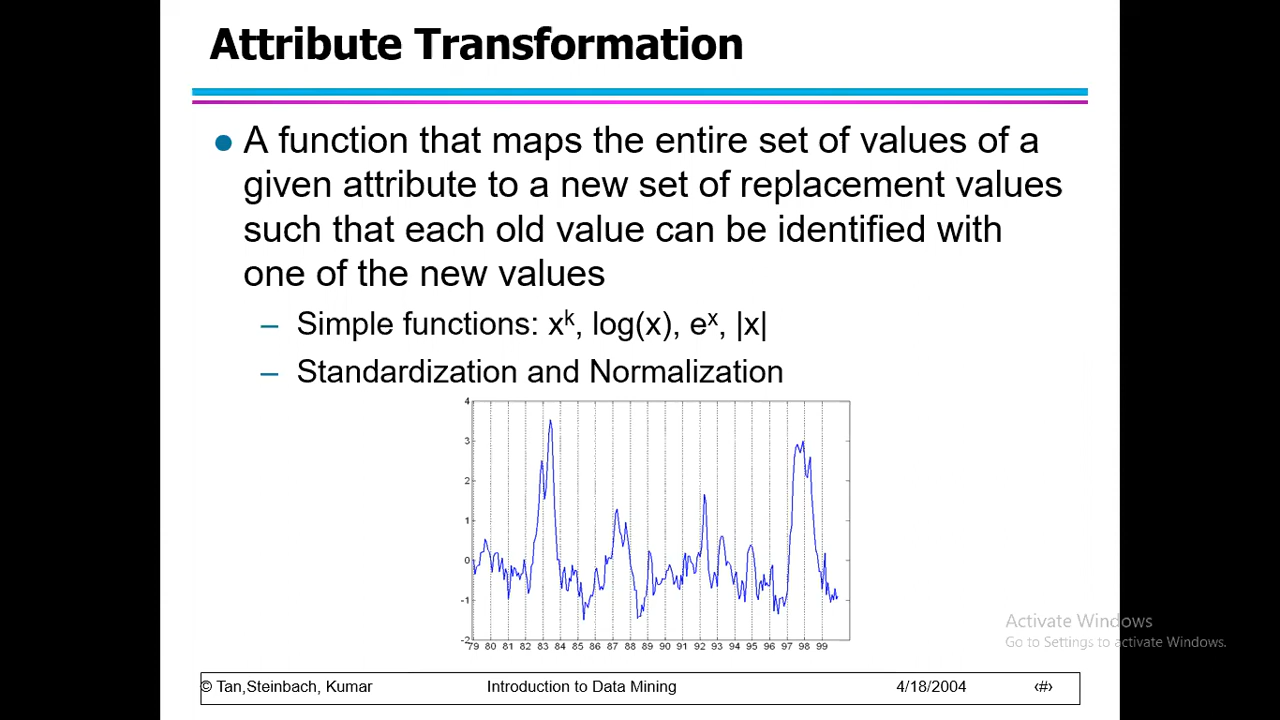 Attribute Transformation
● A function that maps the entire set of values of a
given attribute to a new set of replacement values
such that each old value can be identified with
one of the new values
– Simple functions: xᵏ, log(x), eˣ, |x|
– Standardization and Normalization
4
3
2
1
0
-1
-2
79 80 81 82 83 84 85 86 87 88 89 90 91 92 93 94 95 96 97 98 99
Activate Windows
Go to Settings to activate Windows.
© Tan,Steinbach, Kumar Introduction to Data Mining 4/18/2004 ‹#›